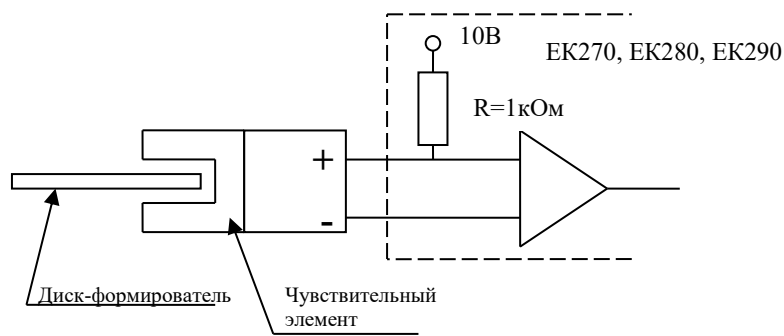 10В
ЕК270, ЕК280, ЕК290
R=1кОм
+
-
Диск-формирователь
Чувствительный
элемент